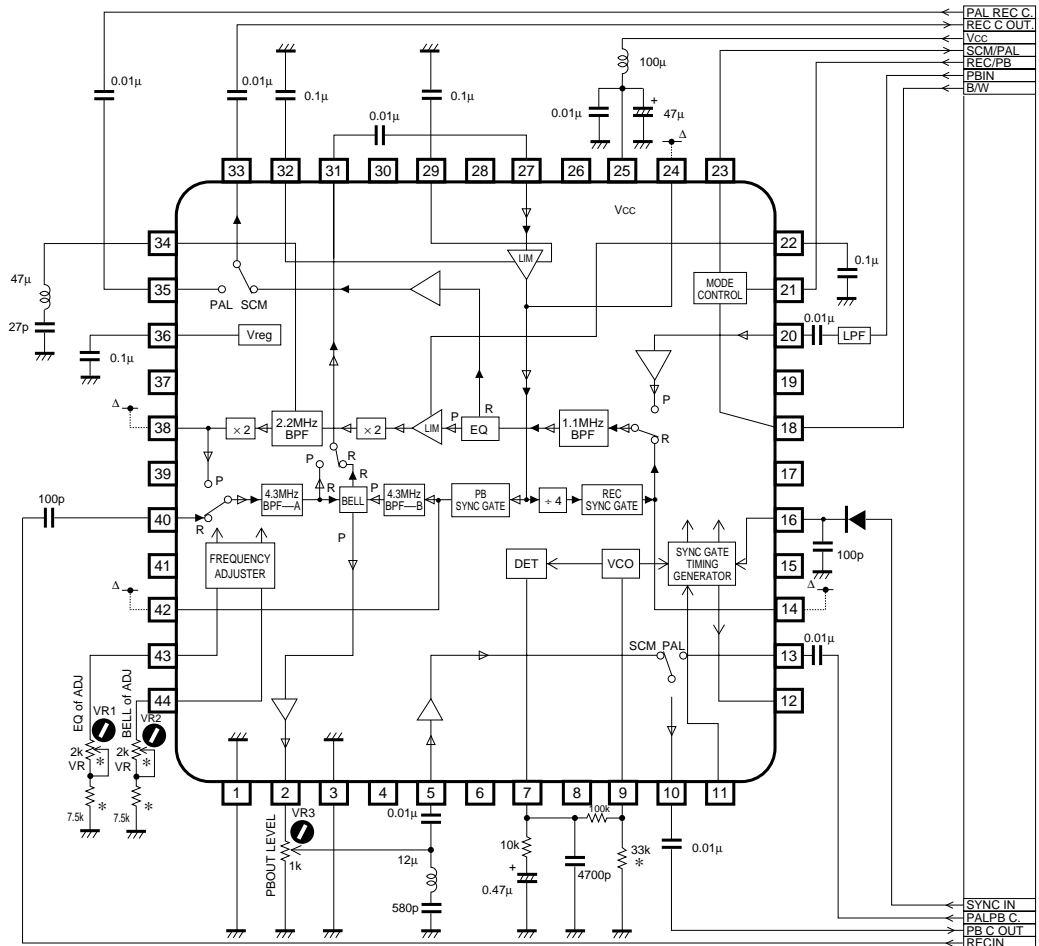 PAL REC C.
REC C OUT.
Vcc
SCM/PAL
REC/PB
PBIN
B/W
0.01μ
0.01μ
0.1μ
0.01μ
0.1μ
100μ
0.01μ
+
47μ
Δ
33
32
31
30
29
28
27
26
25
24
23
Vcc
34
47μ
27p
35
PAL SCM
LIM
MODE
CONTROL
22
0.1μ
21
36
0.1μ
Vreg
20
0.01μ
LPF
37
19
Δ
38
× 2
2.2MHz
BPF
× 2
LIM
P
EQ
R
1.1MHz
BPF
P
R
18
39
P
P
R
R
R
17
100p
40
R
4.3MHz
BPF—A
BELL
P
4.3MHz
BPF—B
PB
SYNC GATE
÷ 4
REC
SYNC GATE
16
100p
P
41
FREQUENCY
ADJUSTER
DET
VCO
SYNC GATE
TIMING
GENERATOR
15
Δ
42
Δ
14
43
SCM PAL
0.01μ
13
44
12
EQ of ADJ
VR1
BELL of ADJ
VR2
2k
VR
*
2k
VR
*
7.5k
*
7.5k
*
1
2
3
4
5
6
7
8
9
10
11
PBOUT LEVEL
VR3
1k
0.01μ
12μ
580p
10k
+
0.47μ
100k
4700p
33k
*
0.01μ
SYNC IN
PALPB C.
PB C OUT
RECIN